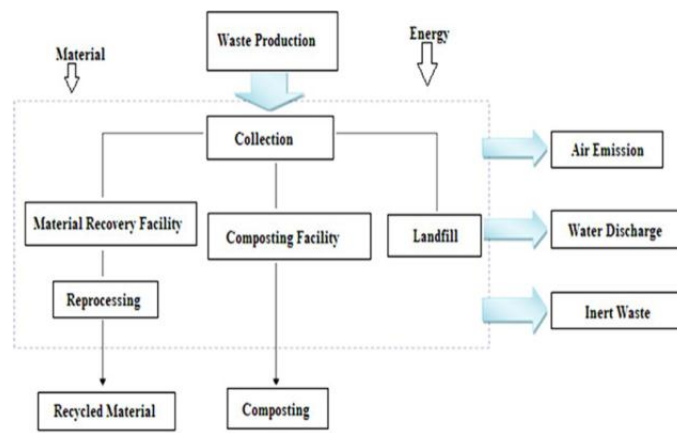 Waste Production
Energy
Material
Collection
Air Emission
Material Recovery Facility
Composting Facility
Landfill
Water Discharge
Reprocessing
Inert Waste
Recycled Material
Composting